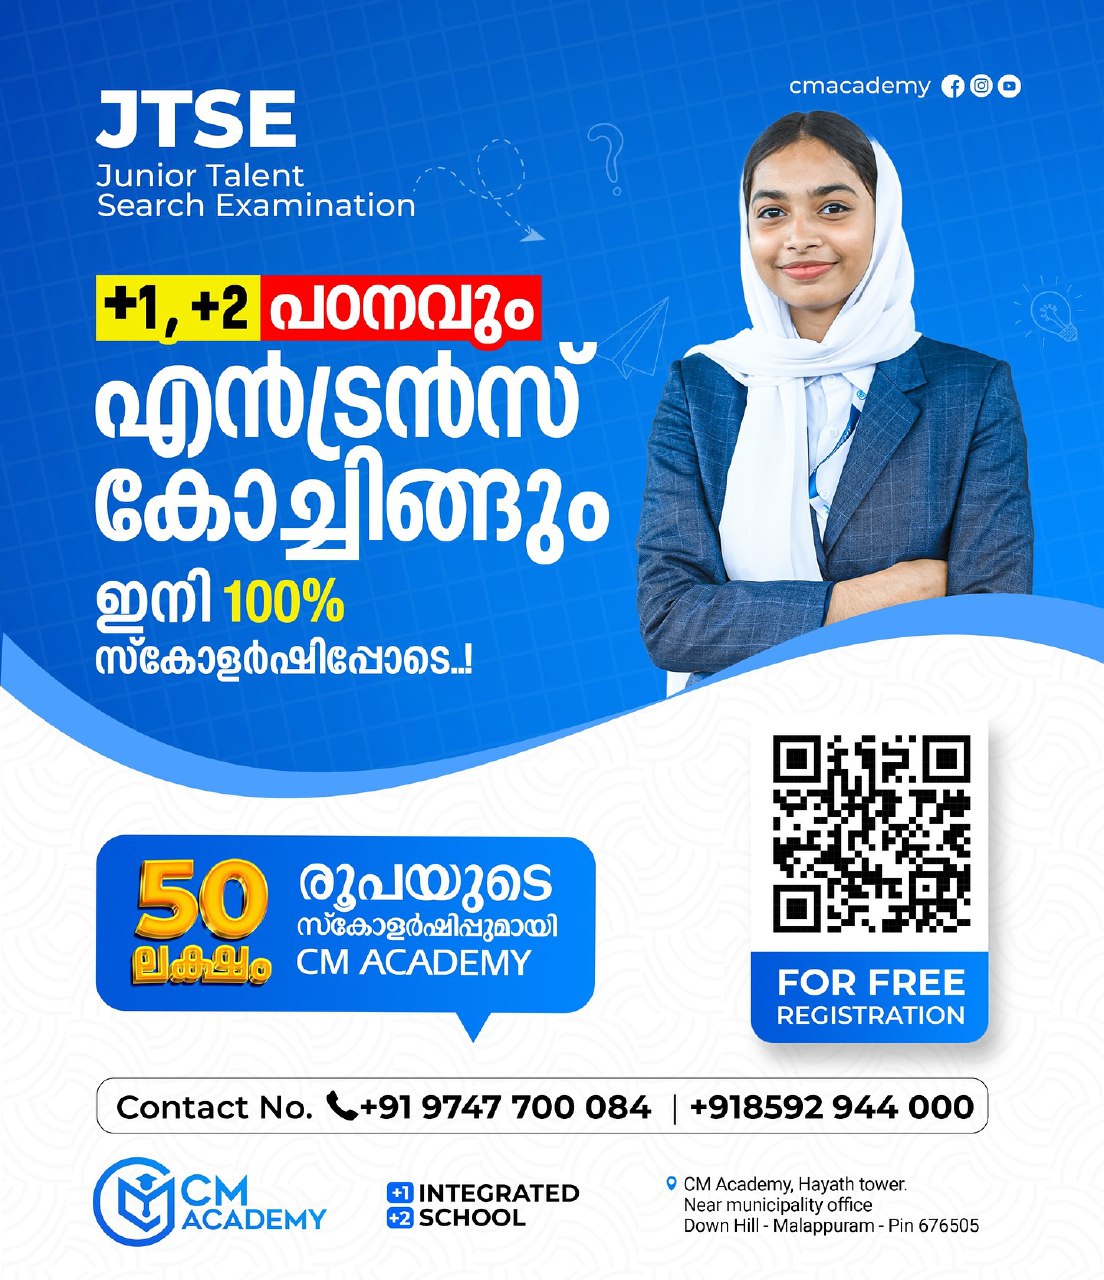 cmacademy
JTSE
Junior Talent
Search Examination
+1, +2 പഠനവും
എൻട്രൻസ്
കോച്ചിങ്ങും
ഇനി 100%
സ്കോളർഷിപ്പോടെ..!
50 ലക്ഷം
രൂപയുടെ
സ്കോളർഷിപ്പുമായി
CM ACADEMY
FOR FREE
REGISTRATION
Contact No. +91 9747 700 084 | +918592 944 000
CM
ACADEMY
+1 INTEGRATED
+2 SCHOOL
CM Academy, Hayath tower.
Near municipality office
Down Hill - Malappuram - Pin 676505